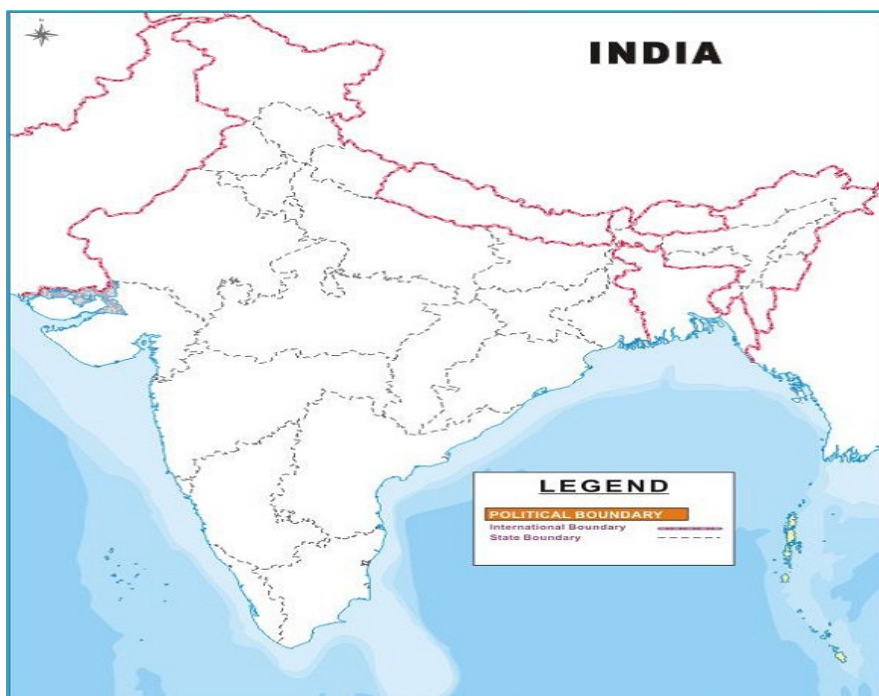 INDIA
LEGEND
POLITICAL BOUNDARY
International Boundary
State Boundary